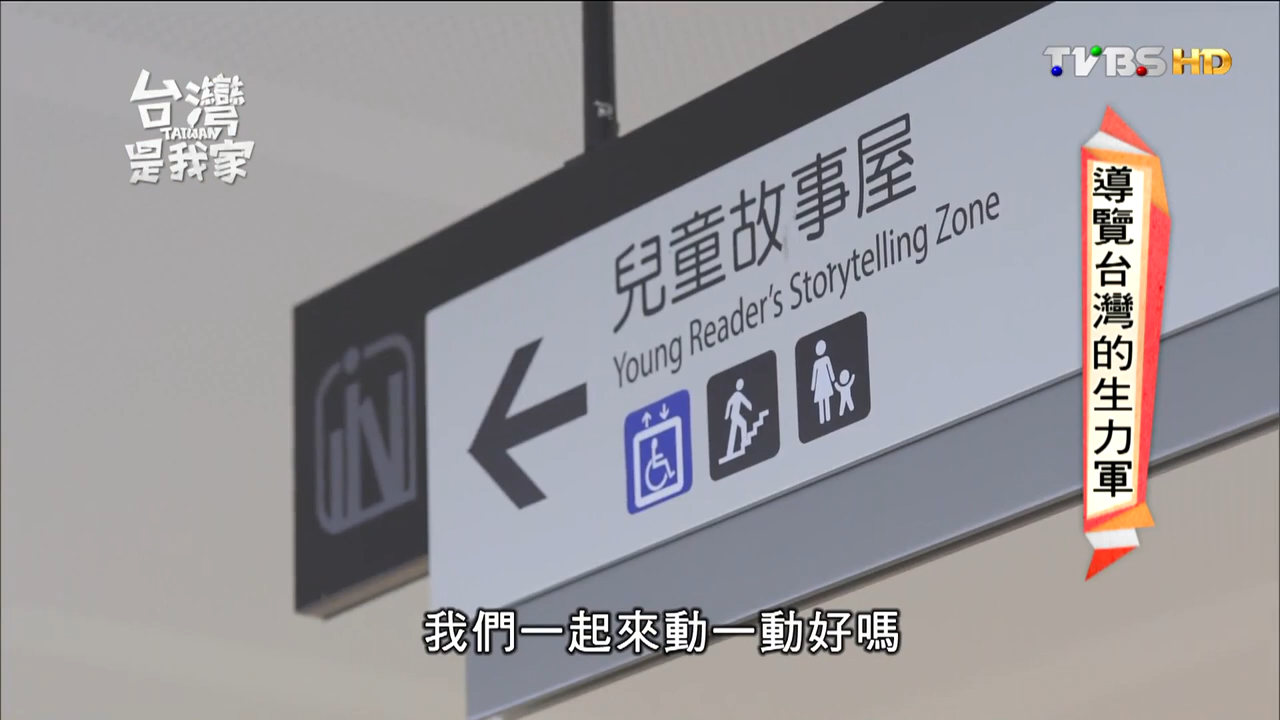 台灣
TAIWAN
是我家
TVBS HD
導覽台灣的生力軍
兒童故事屋
Young Reader's Storytelling Zone
我們一起來動一動好嗎